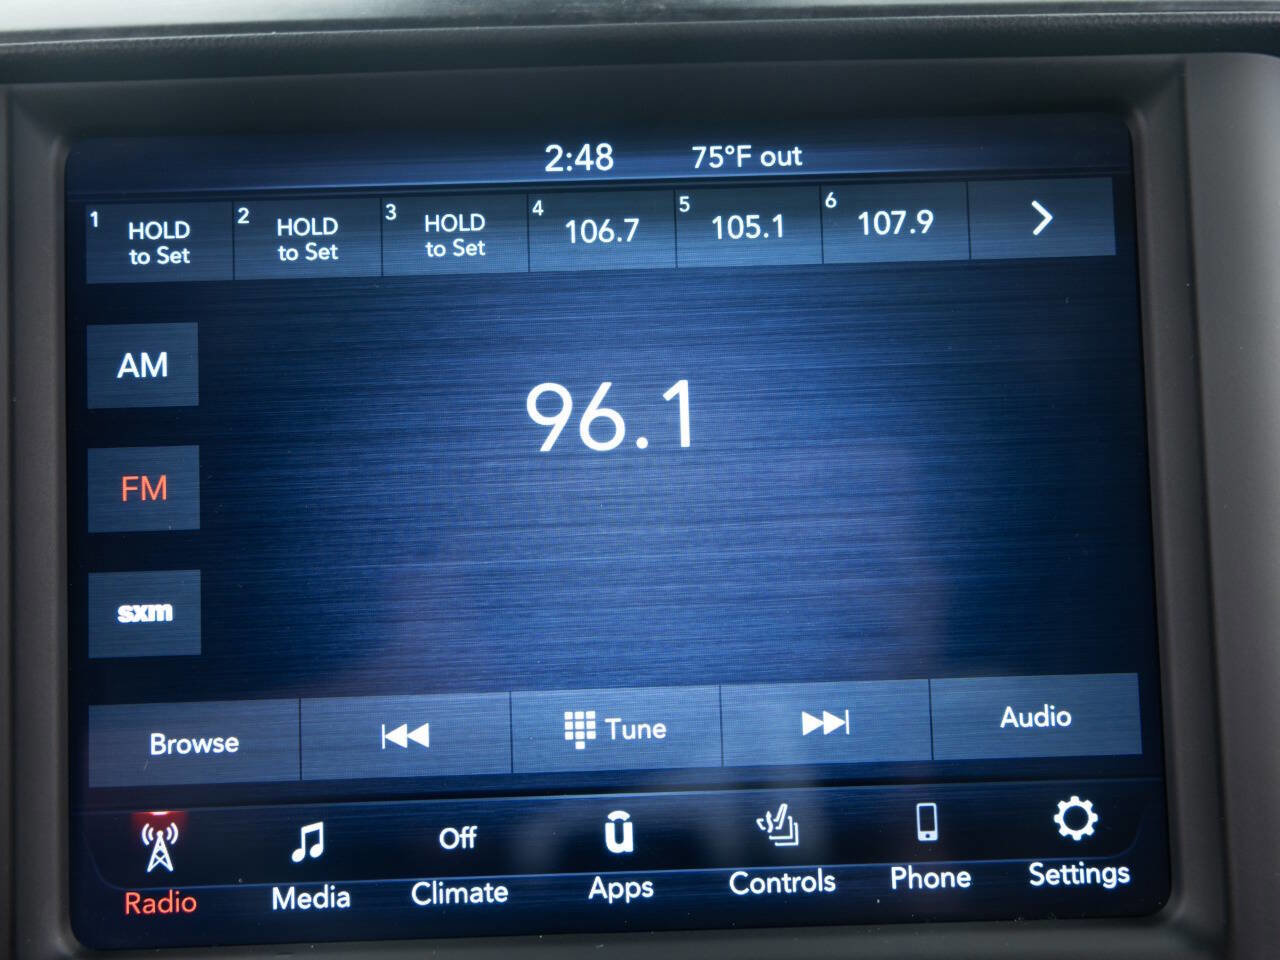 2:48 75°F out
1 HOLD to Set 2 HOLD to Set 3 HOLD to Set 4 106.7 5 105.1 6 107.9
AM
96.1
FM
sxm
Browse Tune Audio
Off
Radio Media Climate Apps Controls Phone Settings